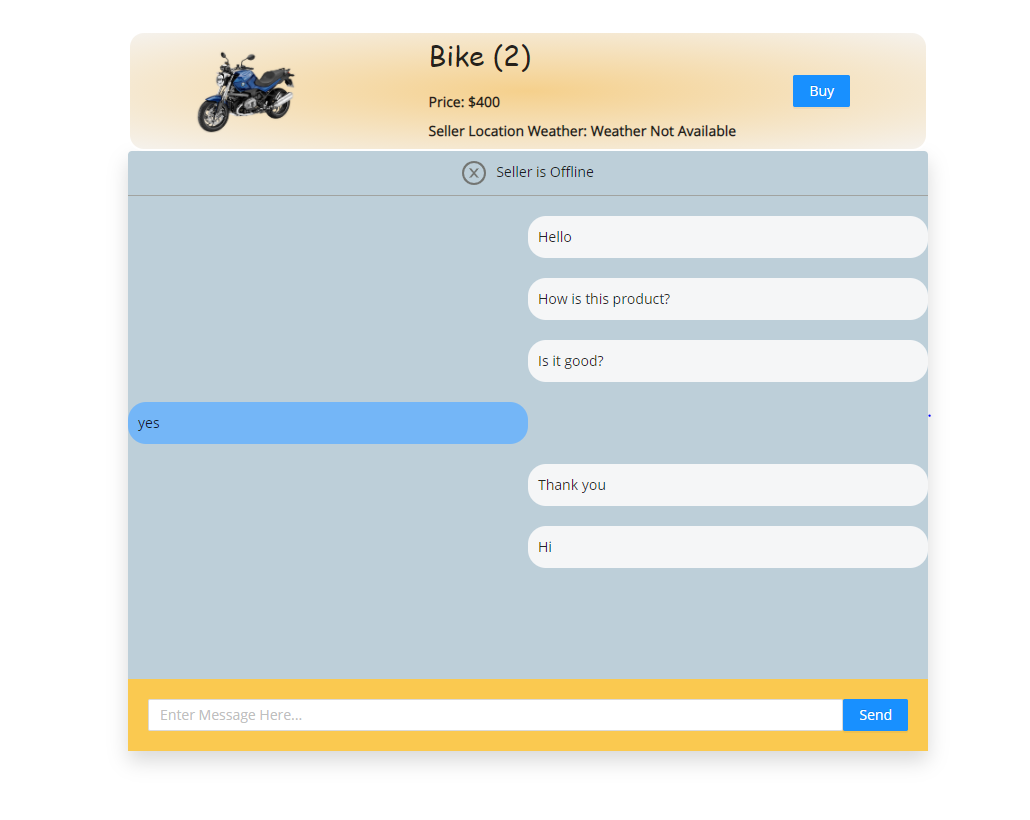 Bike (2)
Price: $400
Buy
Seller Location Weather: Weather Not Available
Seller is Offline
Hello
How is this product?
Is it good?
yes
Thank you
Hi
Enter Message Here...
Send